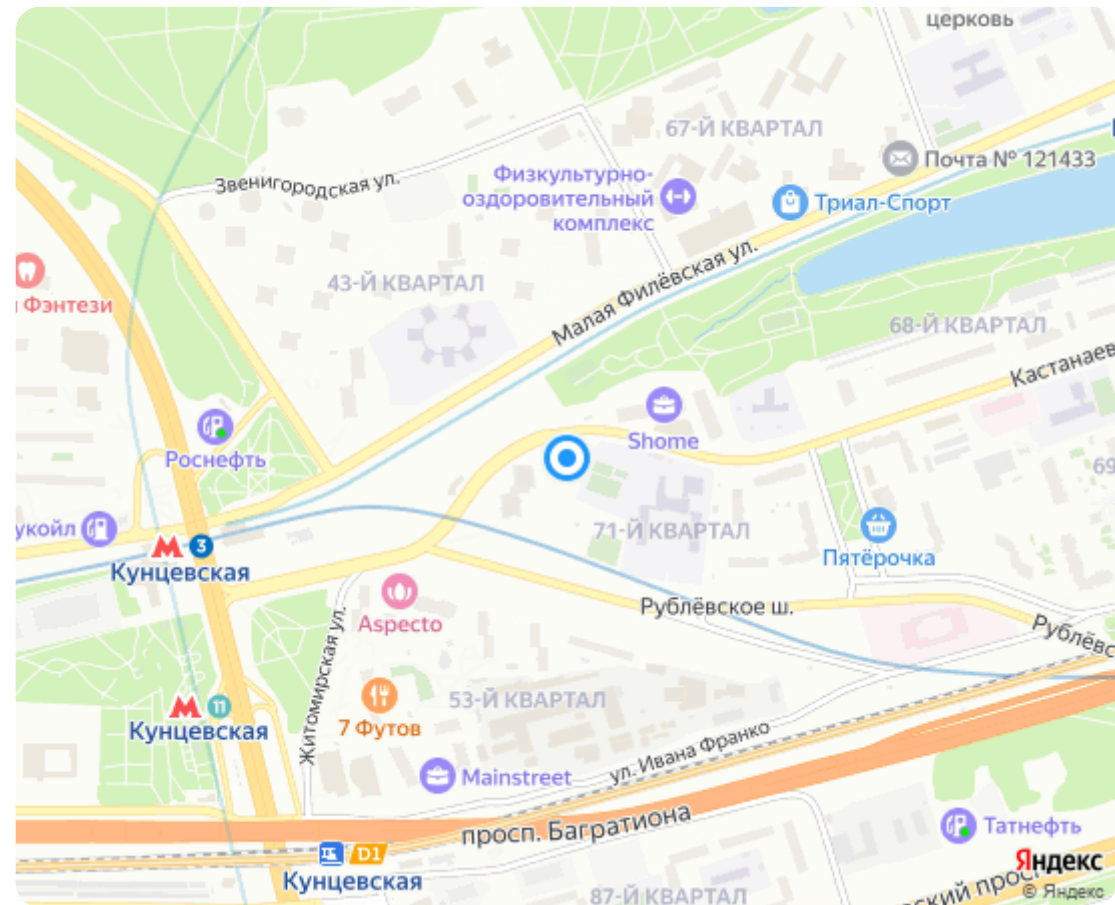 церковь
67-Й КВАРТАЛ
Почта № 121433
Звенигородская ул.
Физкультурно-
оздоровительный
комплекс
Триал-Спорт
Фэнтези
43-Й КВАРТАЛ
Малая Филёвская ул.
68-Й КВАРТАЛ
Кастанаев
Shome
Роснефть
69
укойл
3
Кунцевская
71-Й КВАРТАЛ
Пятёрочка
Aspecto
Рублёвское ш.
Рублёвс
Житомирская ул.
11
Кунцевская
53-Й КВАРТАЛ
7 Футов
ул. Ивана Франко
Mainstreet
просп. Багратиона
Татнефть
D1
Кунцевская
87-Й КВАРТАЛ
ский прос
Яндекс
© Яндекс